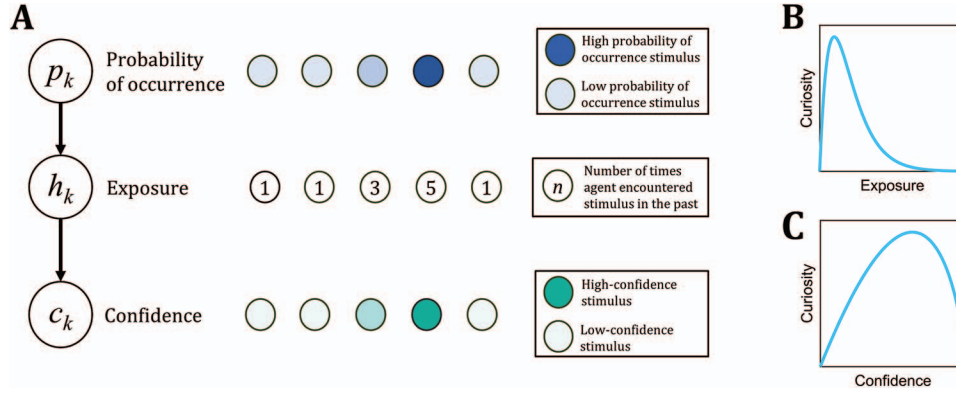 A
p_k
Probability
of occurrence
High probability of
occurrence stimulus
Low probability of
occurrence stimulus
h_k
Exposure
1
1
3
5
1
n
Number of times
agent encountered
stimulus in the past
c_k
Confidence
High-confidence
stimulus
Low-confidence
stimulus
B
Curiosity
Exposure
C
Curiosity
Confidence